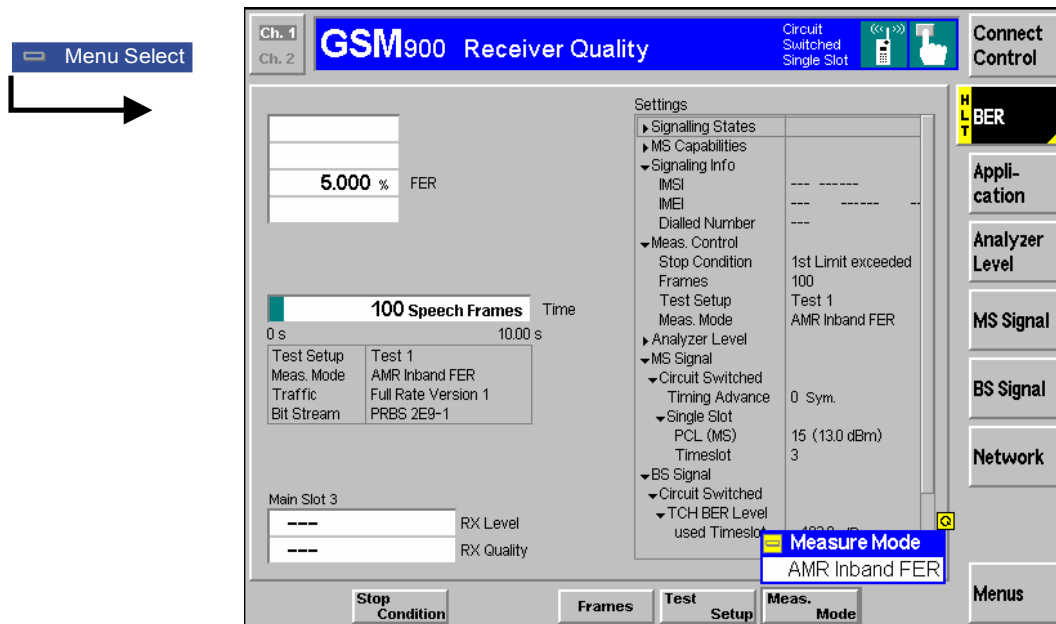 Menu Select
Ch. 1
Ch. 2
GSM900 Receiver Quality
Circuit
Switched
Single Slot
Connect
Control
H
L
T
BER
Appli-
cation
Analyzer
Level
MS Signal
BS Signal
Network
Menus
5.000 % FER
100 Speech Frames Time
0 s 10.00 s
Test Setup Test 1
Meas. Mode AMR Inband FER
Traffic Full Rate Version 1
Bit Stream PRBS 2E9-1
Main Slot 3
--- RX Level
--- RX Quality
Settings
Signalling States
MS Capabilities
Signaling Info
IMSI --- ------
IMEI --- ------ --
Dialled Number ---
Meas. Control
Stop Condition 1st Limit exceeded
Frames 100
Test Setup Test 1
Meas. Mode AMR Inband FER
Analyzer Level
MS Signal
Circuit Switched
Timing Advance 0 Sym.
Single Slot
PCL (MS) 15 (13.0 dBm)
Timeslot 3
BS Signal
Circuit Switched
TCH BER Level
used Timeslot
Measure Mode
AMR Inband FER
Stop
Condition
Frames
Test
Setup
Meas.
Mode